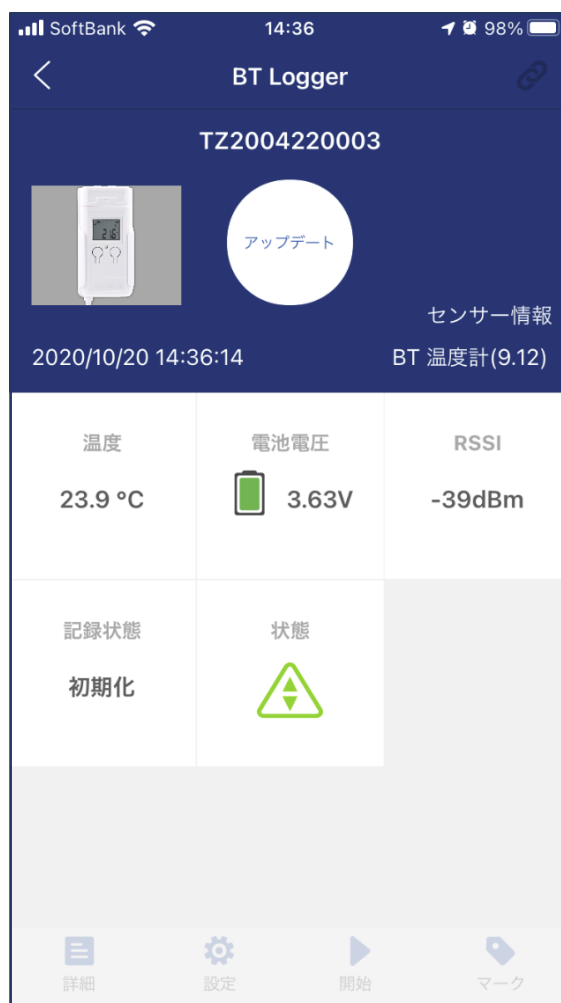 SoftBank 14:36 98%
BT Logger
TZ2004220003
21.6
アップデート
センサー情報
2020/10/20 14:36:14 BT 温度計(9.12)
温度 電池電圧 RSSI
23.9 °C 3.63V -39dBm
記録状態 状態
初期化
詳細 設定 開始 マーク